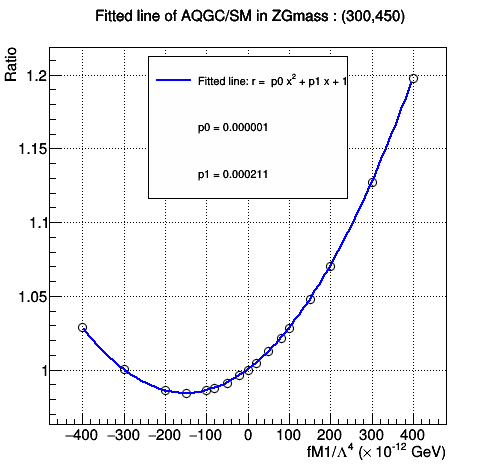 Fitted line of AQGC/SM in ZGmass : (300,450)
Ratio
Fitted line: r = p0 x² + p1 x + 1
p0 = 0.000001
p1 = 0.000211
1.2
1.15
1.1
1.05
1
−400 −300 −200 −100 0 100 200 300 400
fM1/Λ⁴ (× 10⁻¹² GeV)